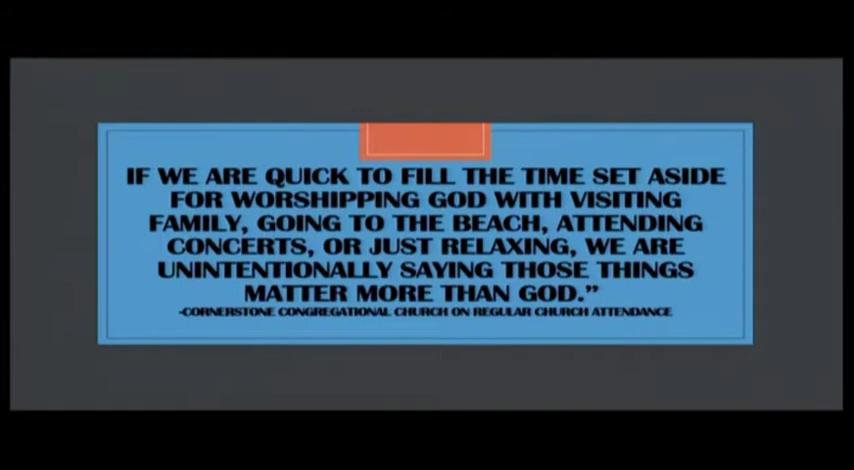 IF WE ARE QUICK TO FILL THE TIME SET ASIDE
FOR WORSHIPPING GOD WITH VISITING
FAMILY, GOING TO THE BEACH, ATTENDING
CONCERTS, OR JUST RELAXING, WE ARE
UNINTENTIONALLY SAYING THOSE THINGS
MATTER MORE THAN GOD.”
-CORNERSTONE CONGREGATIONAL CHURCH ON REGULAR CHURCH ATTENDANCE